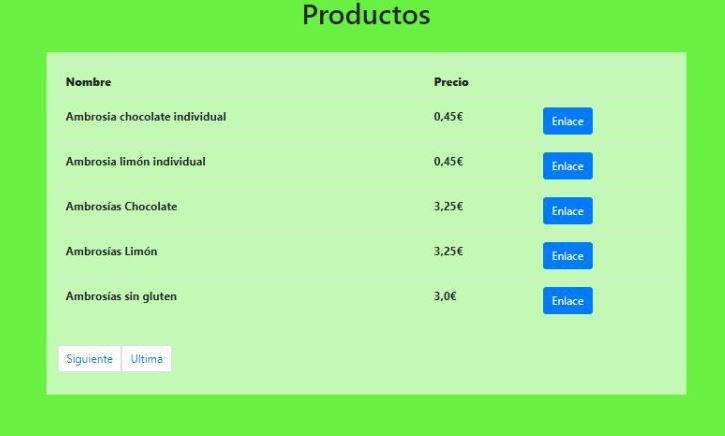 Productos
Nombre Precio
Ambrosia chocolate individual 0,45€ Enlace
Ambrosia limón individual 0,45€ Enlace
Ambrosías Chocolate 3,25€ Enlace
Ambrosías Limón 3,25€ Enlace
Ambrosías sin gluten 3,0€ Enlace
Siguiente Ultima